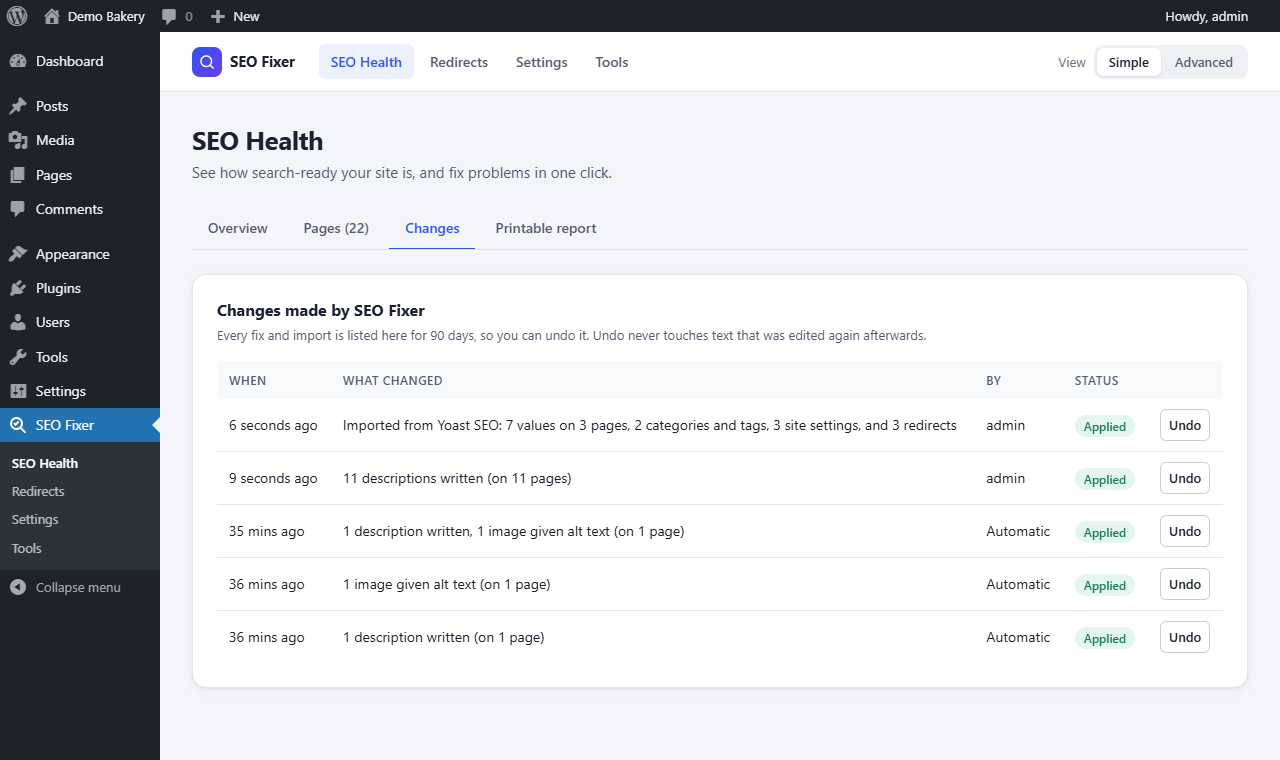 Demo Bakery 0 New Howdy, admin
Dashboard
Posts
Media
Pages
Comments
Appearance
Plugins
Users
Tools
Settings
SEO Fixer
SEO Health
Redirects
Settings
Tools
Collapse menu
SEO Fixer SEO Health Redirects Settings Tools View Simple Advanced
SEO Health
See how search-ready your site is, and fix problems in one click.
Overview Pages (22) Changes Printable report
Changes made by SEO Fixer
Every fix and import is listed here for 90 days, so you can undo it. Undo never touches text that was edited again afterwards.
WHEN WHAT CHANGED BY STATUS
6 seconds ago Imported from Yoast SEO: 7 values on 3 pages, 2 categories and tags, 3 site settings, and 3 redirects admin Applied Undo
9 seconds ago 11 descriptions written (on 11 pages) admin Applied Undo
35 mins ago 1 description written, 1 image given alt text (on 1 page) Automatic Applied Undo
36 mins ago 1 image given alt text (on 1 page) Automatic Applied Undo
36 mins ago 1 description written (on 1 page) Automatic Applied Undo